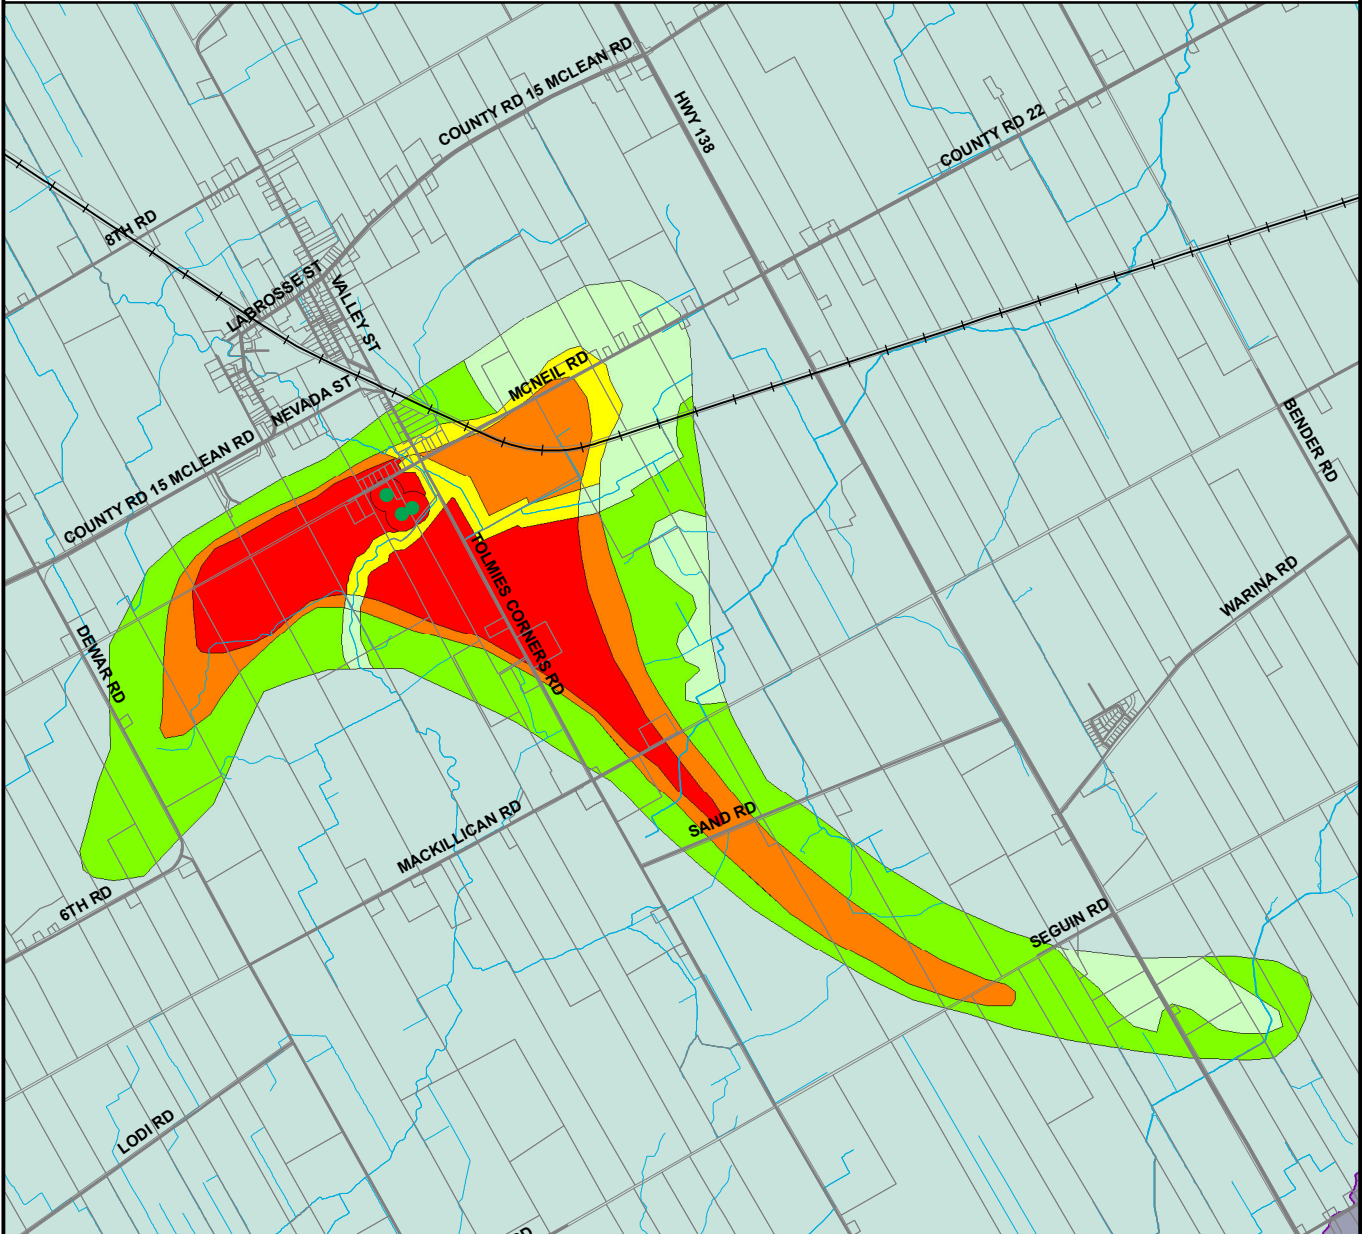 COUNTY RD 15 MCLEAN RD
HWY 138
COUNTY RD 22
8TH RD
LABROSSE ST
VALLEY ST
MCNEIL RD
NEVADA ST
BENDER RD
COUNTY RD 15 MCLEAN RD
TOLMIES CORNERS RD
WARINA RD
DEWAR RD
SAND RD
MACKILLICAN RD
6TH RD
SEGUIN RD
LODI RD